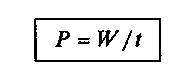 P = W / t